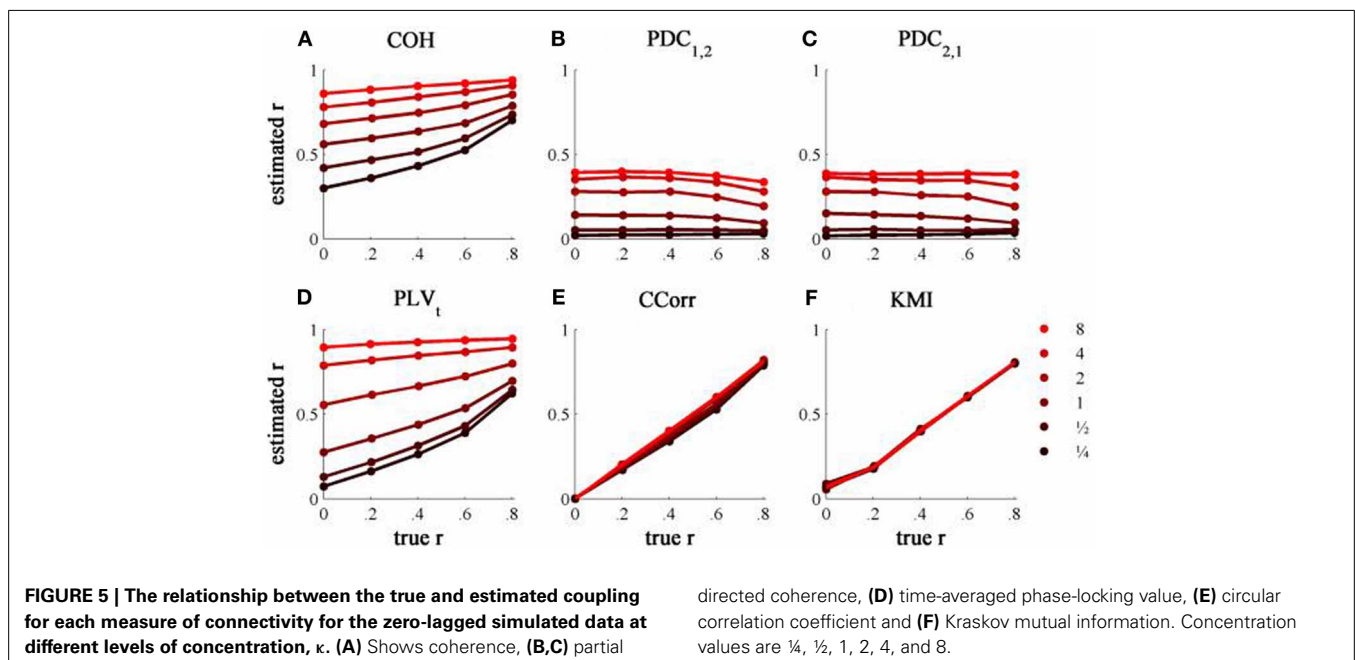 A COH
B PDC1,2
C PDC2,1
1
0.5
0
estimated r
0 .2 .4 .6 .8
0 .2 .4 .6 .8
0 .2 .4 .6 .8
1
0.5
0
1
0.5
0
D PLVt
E CCorr
F KMI
1
0.5
0
estimated r
0 .2 .4 .6 .8
true r
1
0.5
0
0 .2 .4 .6 .8
true r
1
0.5
0
0 .2 .4 .6 .8
true r
8
4
2
1
½
¼
FIGURE 5 | The relationship between the true and estimated coupling
for each measure of connectivity for the zero-lagged simulated data at
different levels of concentration, κ. (A) Shows coherence, (B,C) partial
directed coherence, (D) time-averaged phase-locking value, (E) circular
correlation coefficient and (F) Kraskov mutual information. Concentration
values are ¼, ½, 1, 2, 4, and 8.